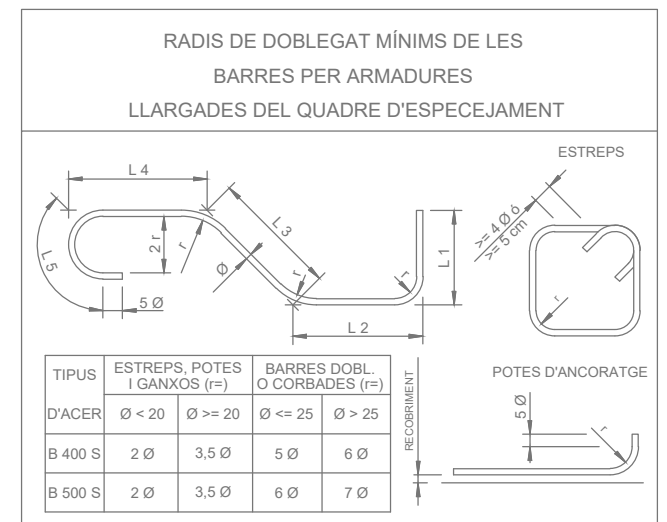 RADIS DE DOBLEGAT MÍNIMS DE LES
BARRES PER ARMADURES
LLARGADES DEL QUADRE D'ESPECEJAMENT
ESTREPS
L 4
L 3
L 5
2 r
r
Ø
r
r
L 1
5 Ø
L 2
>= 4 Ø ó
>= 5 cm
r
TIPUS D'ACER
ESTREPS, POTES I GANXOS (r=)
BARRES DOBL. O CORBADES (r=)
Ø < 20 Ø >= 20 Ø <= 25 Ø > 25
B 400 S 2 Ø 3,5 Ø 5 Ø 6 Ø
B 500 S 2 Ø 3,5 Ø 6 Ø 7 Ø
RECOBRIMENT
POTES D'ANCORATGE
5 Ø
r